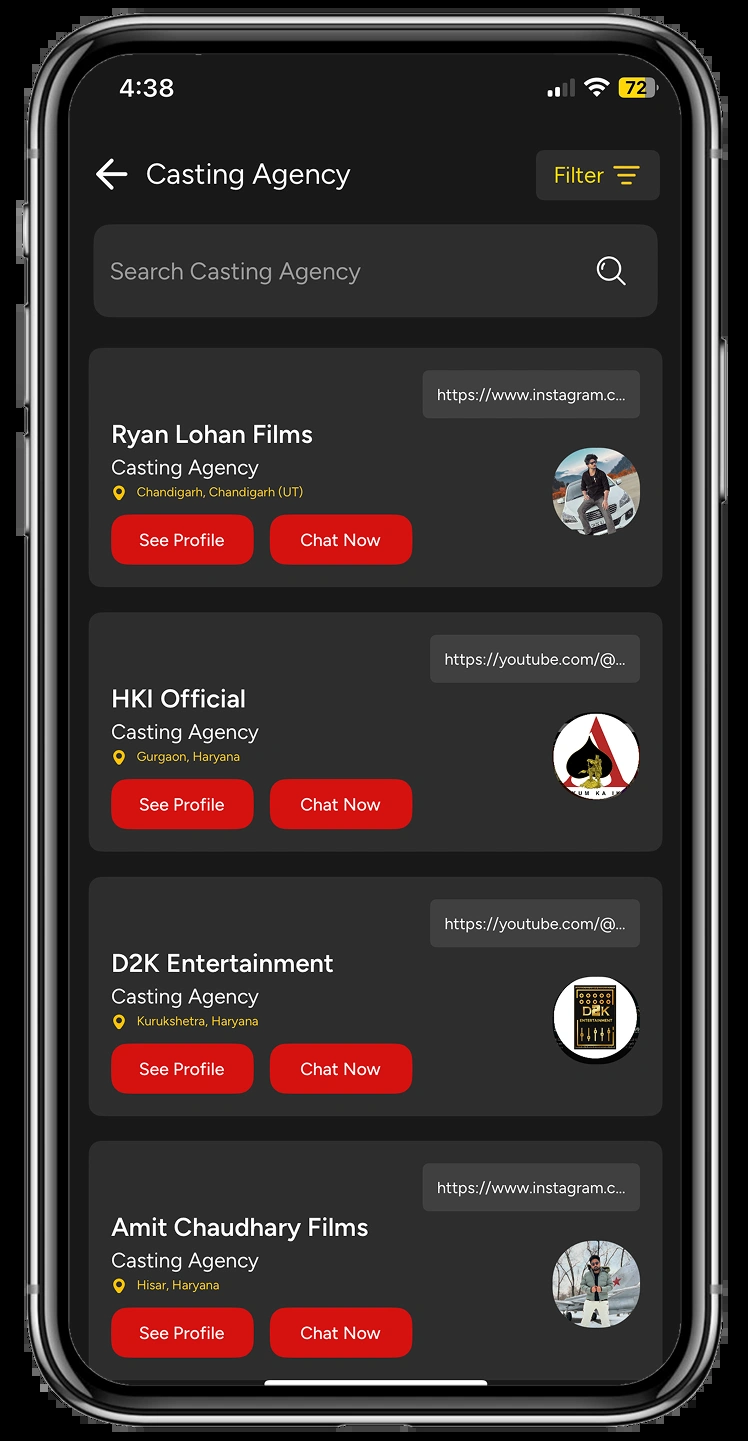 4:38
72
Casting Agency
Filter
Search Casting Agency
https://www.instagram.c...
Ryan Lohan Films
Casting Agency
Chandigarh, Chandigarh (UT)
See Profile Chat Now
https://youtube.com/@...
HKI Official
Casting Agency
Gurgaon, Haryana
See Profile Chat Now
https://youtube.com/@...
D2K Entertainment
Casting Agency
Kurukshetra, Haryana
D2K
ENTERTAINMENT
See Profile Chat Now
https://www.instagram.c...
Amit Chaudhary Films
Casting Agency
Hisar, Haryana
See Profile Chat Now